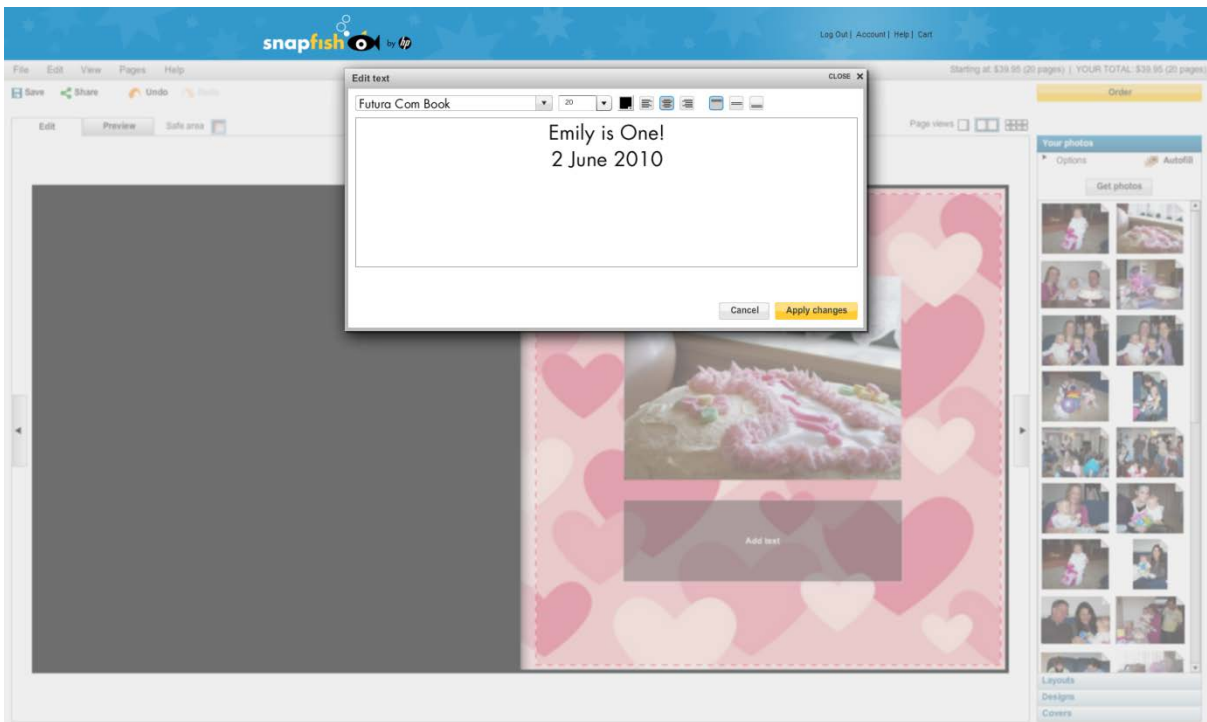 snapfish by hp
Log Out | Account | Help | Cart
File Edit View Pages Help
Starting at: $39.95 (20 pages) | YOUR TOTAL: $39.95 (20 pages)
Save Share Undo Redo
Order
Edit Preview Safe area
Page views
Edit text
CLOSE X
Futura Com Book 20
Emily is One!
2 June 2010
Cancel Apply changes
Add text
Your photos
Options Autofill
Get photos
Layouts
Designs
Covers